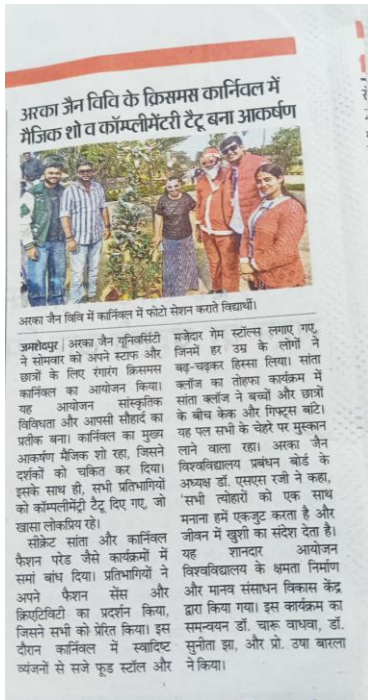 अरका जैन विवि के क्रिसमस कार्निवल में
मैजिक शो व कॉम्प्लीमेंटरी टैटू बना आकर्षण
अरका जैन विवि में कार्निवल में फोटो सेशन कराते विद्यार्थी।
जमशेदपुर | अरका जैन यूनिवर्सिटी
ने सोमवार को अपने स्टाफ और
छात्रों के लिए रंगारंग क्रिसमस
कार्निवल का आयोजन किया।
यह आयोजन सांस्कृतिक
विविधता और आपसी सौहार्द का
प्रतीक बना। कार्निवल का मुख्य
आकर्षण मैजिक शो रहा, जिसने
दर्शकों को चकित कर दिया।
इसके साथ ही, सभी प्रतिभागियों
को कॉम्पलीमेंट्री टैटू दिए गए, जो
खासा लोकप्रिय रहे।
सीक्रेट सांता और कार्निवल
फैशन परेड जैसे कार्यक्रमों में
समां बांध दिया। प्रतिभागियों ने
अपने फैशन सेंस और
क्रिएटिविटी का प्रदर्शन किया,
जिसने सभी को प्रेरित किया। इस
दौरान कार्निवल में स्वादिष्ट
व्यंजनों से सजे फूड स्टॉल और
मजेदार गेम स्टॉल्स लगाए गए,
जिनमें हर उम्र के लोगों ने
बढ़-चढ़कर हिस्सा लिया। सांता
क्लॉज का तोहफा कार्यक्रम में
सांता क्लॉज ने बच्चों और छात्रों
के बीच केक और गिफ्ट्स बांटे।
यह पल सभी के चेहरे पर मुस्कान
लाने वाला रहा। अरका जैन
विश्वविद्यालय प्रबंधन बोर्ड के
अध्यक्ष डॉ. एसएस रजी ने कहा,
'सभी त्योहारों को एक साथ
मनाना हमें एकजुट करता है और
जीवन में खुशी का संदेश देता है।
यह शानदार आयोजन
विश्वविद्यालय के क्षमता निर्माण
और मानव संसाधन विकास केंद्र
द्वारा किया गया। इस कार्यक्रम का
समन्वयन डॉ. चारू वाधवा, डॉ.
सुनीता झा, और प्रो. उषा बारला
ने किया।